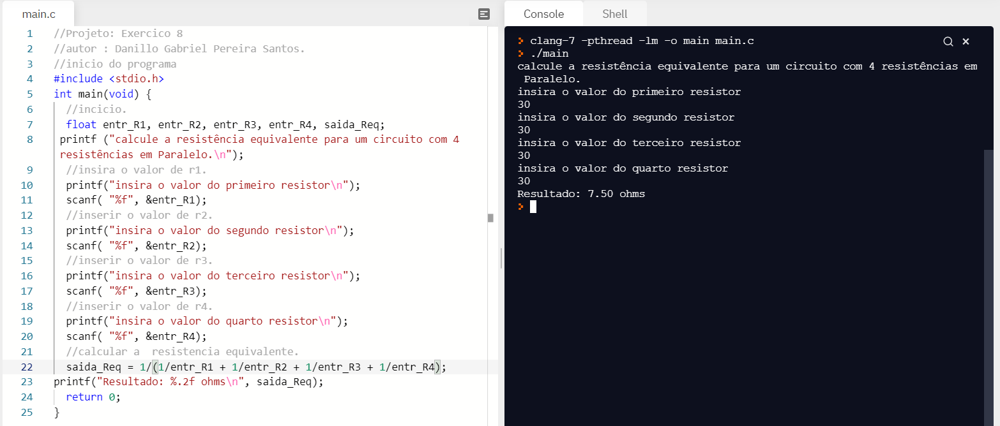 main.c
1 //Projeto: Exercico 8
2 //autor : Danillo Gabriel Pereira Santos.
3 //inicio do programa
4 #include <stdio.h>
5 int main(void) {
6 //incicio.
7 float entr_R1, entr_R2, entr_R3, entr_R4, saida_Req;
8 printf ("calcule a resistência equivalente para um circuito com 4
resistências em Paralelo.\n");
9 //insira o valor de r1.
10 printf("insira o valor do primeiro resistor\n");
11 scanf( "%f", &entr_R1);
12 //inserir o valor de r2.
13 printf("insira o valor do segundo resistor\n");
14 scanf( "%f", &entr_R2);
15 //inserir o valor de r3.
16 printf("insira o valor do terceiro resistor\n");
17 scanf( "%f", &entr_R3);
18 //inserir o valor de r4.
19 printf("insira o valor do quarto resistor\n");
20 scanf( "%f", &entr_R4);
21 //calcular a  resistencia equivalente.
22 saida_Req = 1/(1/entr_R1 + 1/entr_R2 + 1/entr_R3 + 1/entr_R4);
23 printf("Resultado: %.2f ohms\n", saida_Req);
24 return 0;
25 }
Console Shell
> clang-7 -pthread -lm -o main main.c
> ./main
calcule a resistência equivalente para um circuito com 4 resistências em
Paralelo.
insira o valor do primeiro resistor
30
insira o valor do segundo resistor
30
insira o valor do terceiro resistor
30
insira o valor do quarto resistor
30
Resultado: 7.50 ohms
>